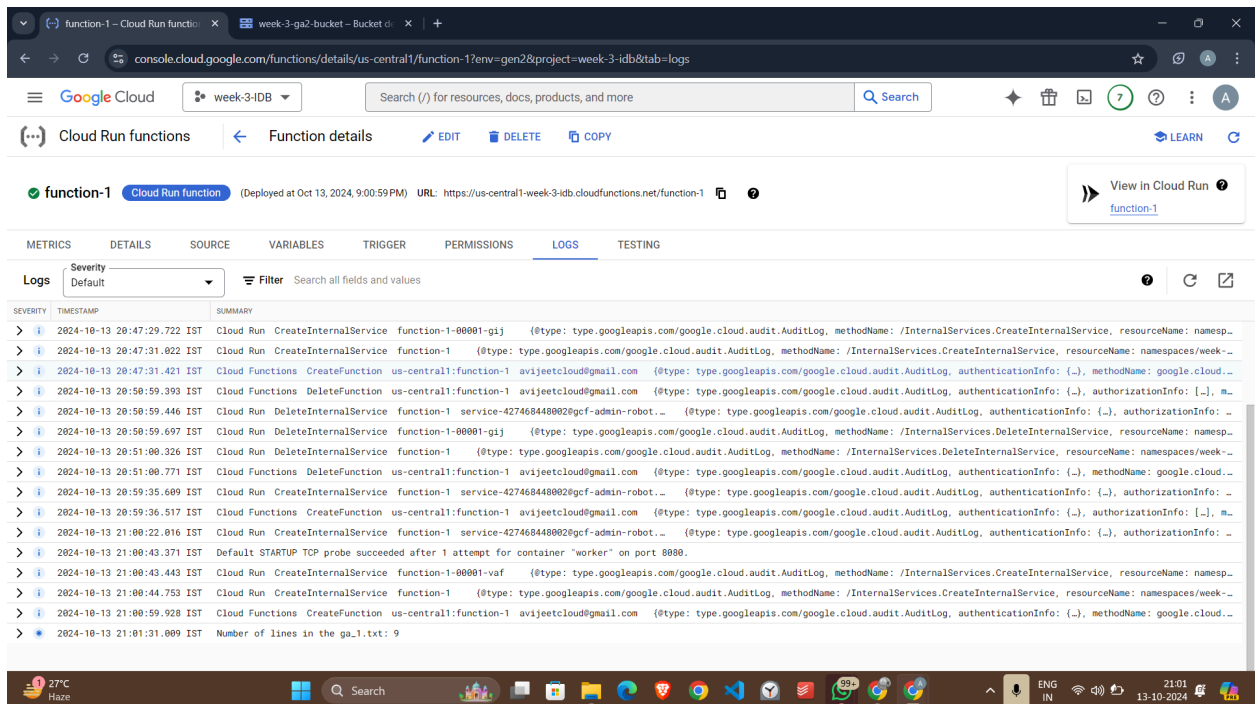 function-1 – Cloud Run functio
week-3-ga2-bucket – Bucket de
console.cloud.google.com/functions/details/us-central1/function-1?env=gen2&project=week-3-idb&tab=logs
Google Cloud
week-3-IDB
Search (/) for resources, docs, products, and more
Search
7
A
Cloud Run functions
Function details
EDIT
DELETE
COPY
LEARN
function-1
Cloud Run function
(Deployed at Oct 13, 2024, 9:00:59 PM)
URL: https://us-central1-week-3-idb.cloudfunctions.net/function-1
View in Cloud Run
function-1
METRICS DETAILS SOURCE VARIABLES TRIGGER PERMISSIONS LOGS TESTING
Logs
Severity
Default
Filter Search all fields and values
SEVERITY TIMESTAMP SUMMARY
2024-10-13 20:47:29.722 IST Cloud Run CreateInternalService function-1-00001-gij {@type: type.googleapis.com/google.cloud.audit.AuditLog, methodName: /InternalServices.CreateInternalService, resourceName: namesp…
2024-10-13 20:47:31.022 IST Cloud Run CreateInternalService function-1 {@type: type.googleapis.com/google.cloud.audit.AuditLog, methodName: /InternalServices.CreateInternalService, resourceName: namespaces/week-…
2024-10-13 20:47:31.421 IST Cloud Functions CreateFunction us-central1:function-1 avijeetcloud@gmail.com {@type: type.googleapis.com/google.cloud.audit.AuditLog, authenticationInfo: {…}, methodName: google.cloud.…
2024-10-13 20:50:59.393 IST Cloud Functions DeleteFunction us-central1:function-1 avijeetcloud@gmail.com {@type: type.googleapis.com/google.cloud.audit.AuditLog, authenticationInfo: {…}, authorizationInfo: […], m…
2024-10-13 20:50:59.446 IST Cloud Run DeleteInternalService function-1 service-427468448002@gcf-admin-robot.… {@type: type.googleapis.com/google.cloud.audit.AuditLog, authenticationInfo: {…}, authorizationInfo: …
2024-10-13 20:50:59.697 IST Cloud Run DeleteInternalService function-1-00001-gij {@type: type.googleapis.com/google.cloud.audit.AuditLog, methodName: /InternalServices.DeleteInternalService, resourceName: namesp…
2024-10-13 20:51:00.326 IST Cloud Run DeleteInternalService function-1 {@type: type.googleapis.com/google.cloud.audit.AuditLog, methodName: /InternalServices.DeleteInternalService, resourceName: namespaces/week-…
2024-10-13 20:51:00.771 IST Cloud Functions DeleteFunction us-central1:function-1 avijeetcloud@gmail.com {@type: type.googleapis.com/google.cloud.audit.AuditLog, authenticationInfo: {…}, methodName: google.cloud.…
2024-10-13 20:59:35.609 IST Cloud Run CreateInternalService function-1 service-427468448002@gcf-admin-robot.… {@type: type.googleapis.com/google.cloud.audit.AuditLog, authenticationInfo: {…}, authorizationInfo: …
2024-10-13 20:59:36.517 IST Cloud Functions CreateFunction us-central1:function-1 avijeetcloud@gmail.com {@type: type.googleapis.com/google.cloud.audit.AuditLog, authenticationInfo: {…}, authorizationInfo: […], m…
2024-10-13 21:00:22.016 IST Cloud Run CreateInternalService function-1 service-427468448002@gcf-admin-robot.… {@type: type.googleapis.com/google.cloud.audit.AuditLog, authenticationInfo: {…}, authorizationInfo: …
2024-10-13 21:00:43.371 IST Default STARTUP TCP probe succeeded after 1 attempt for container "worker" on port 8080.
2024-10-13 21:00:43.443 IST Cloud Run CreateInternalService function-1-00001-vaf {@type: type.googleapis.com/google.cloud.audit.AuditLog, methodName: /InternalServices.CreateInternalService, resourceName: namesp…
2024-10-13 21:00:44.753 IST Cloud Run CreateInternalService function-1 {@type: type.googleapis.com/google.cloud.audit.AuditLog, methodName: /InternalServices.CreateInternalService, resourceName: namespaces/week-…
2024-10-13 21:00:59.928 IST Cloud Functions CreateFunction us-central1:function-1 avijeetcloud@gmail.com {@type: type.googleapis.com/google.cloud.audit.AuditLog, authenticationInfo: {…}, methodName: google.cloud.…
2024-10-13 21:01:31.009 IST Number of lines in the ga_1.txt: 9
1
27°C
Haze
Search
99+
ENG
IN
21:01
13-10-2024